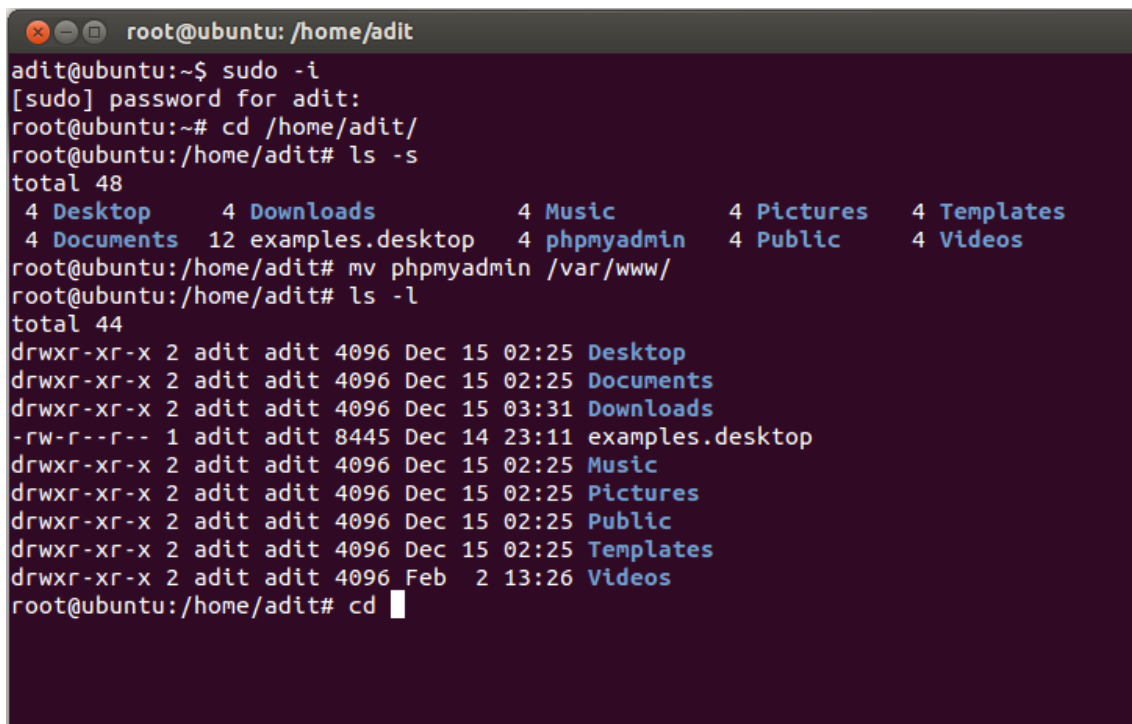 root@ubuntu: /home/adit
adit@ubuntu:~$ sudo -i
[sudo] password for adit:
root@ubuntu:~# cd /home/adit/
root@ubuntu:/home/adit# ls -s
total 48
 4 Desktop      4 Downloads          4 Music        4 Pictures   4 Templates
 4 Documents  12 examples.desktop   4 phpmyadmin   4 Public     4 Videos
root@ubuntu:/home/adit# mv phpmyadmin /var/www/
root@ubuntu:/home/adit# ls -l
total 44
drwxr-xr-x 2 adit adit 4096 Dec 15 02:25 Desktop
drwxr-xr-x 2 adit adit 4096 Dec 15 02:25 Documents
drwxr-xr-x 2 adit adit 4096 Dec 15 03:31 Downloads
-rw-r--r-- 1 adit adit 8445 Dec 14 23:11 examples.desktop
drwxr-xr-x 2 adit adit 4096 Dec 15 02:25 Music
drwxr-xr-x 2 adit adit 4096 Dec 15 02:25 Pictures
drwxr-xr-x 2 adit adit 4096 Dec 15 02:25 Public
drwxr-xr-x 2 adit adit 4096 Dec 15 02:25 Templates
drwxr-xr-x 2 adit adit 4096 Feb  2 13:26 Videos
root@ubuntu:/home/adit# cd